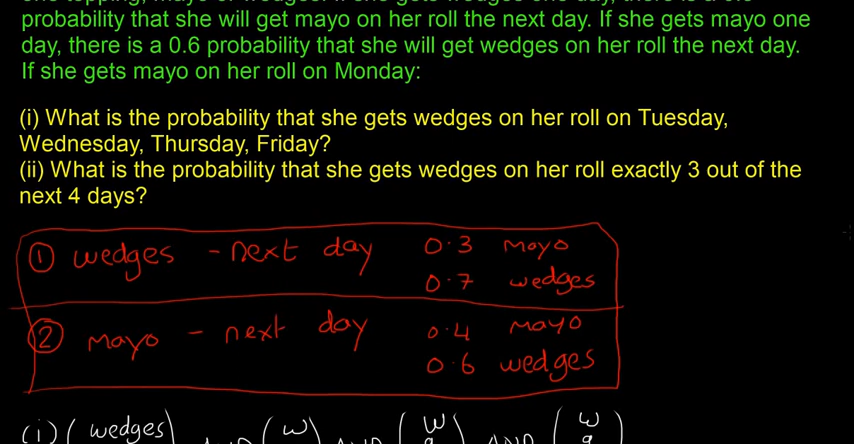 probability that she will get mayo on her roll the next day. If she gets mayo one
day, there is a 0.6 probability that she will get wedges on her roll the next day.
If she gets mayo on her roll on Monday:
(i) What is the probability that she gets wedges on her roll on Tuesday,
Wednesday, Thursday, Friday?
(ii) What is the probability that she gets wedges on her roll exactly 3 out of the
next 4 days?
① wedges - next day 0.3 mayo
0.7 wedges
② mayo - next day 0.4 mayo
0.6 wedges
(i) (wedges) AND (w) AND (w) AND (w)